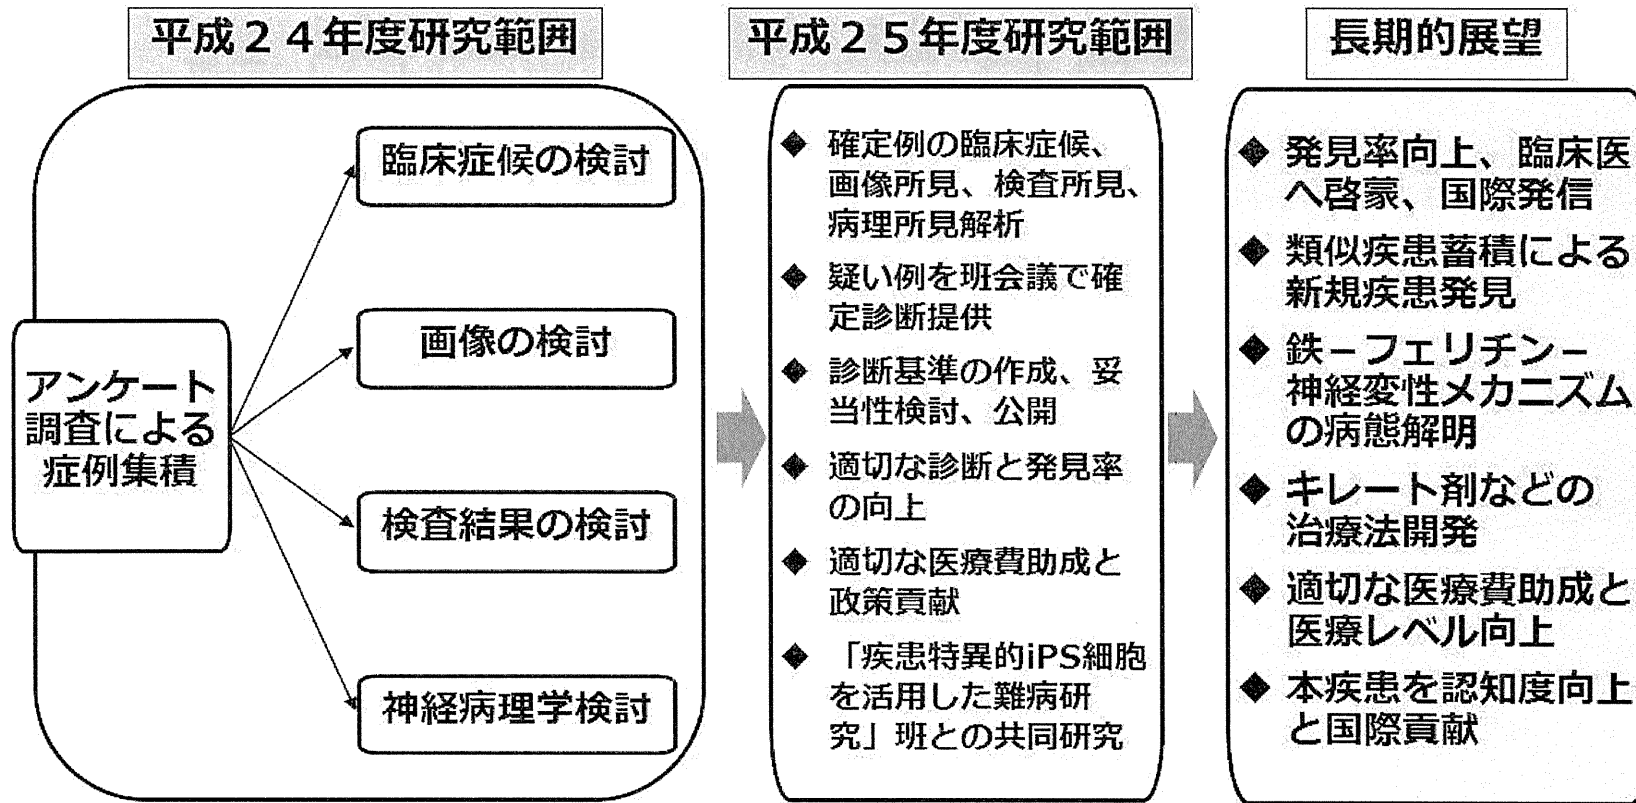 平成２４年度研究範囲
アンケート
調査による
症例集積
臨床症候の検討
画像の検討
検査結果の検討
神経病理学検討
平成２５年度研究範囲
◆ 確定例の臨床症候、
画像所見、検査所見、
病理所見解析
◆ 疑い例を班会議で確
定診断提供
◆ 診断基準の作成、妥
当性検討、公開
◆ 適切な診断と発見率
の向上
◆ 適切な医療費助成と
政策貢献
◆ 「疾患特異的iPS細胞
を活用した難病研
究」班との共同研究
長期的展望
◆ 発見率向上、臨床医
へ啓蒙、国際発信
◆ 類似疾患蓄積による
新規疾患発見
◆ 鉄－フェリチン－
神経変性メカニズム
の病態解明
◆ キレート剤などの
治療法開発
◆ 適切な医療費助成と
医療レベル向上
◆ 本疾患を認知度向上
と国際貢献